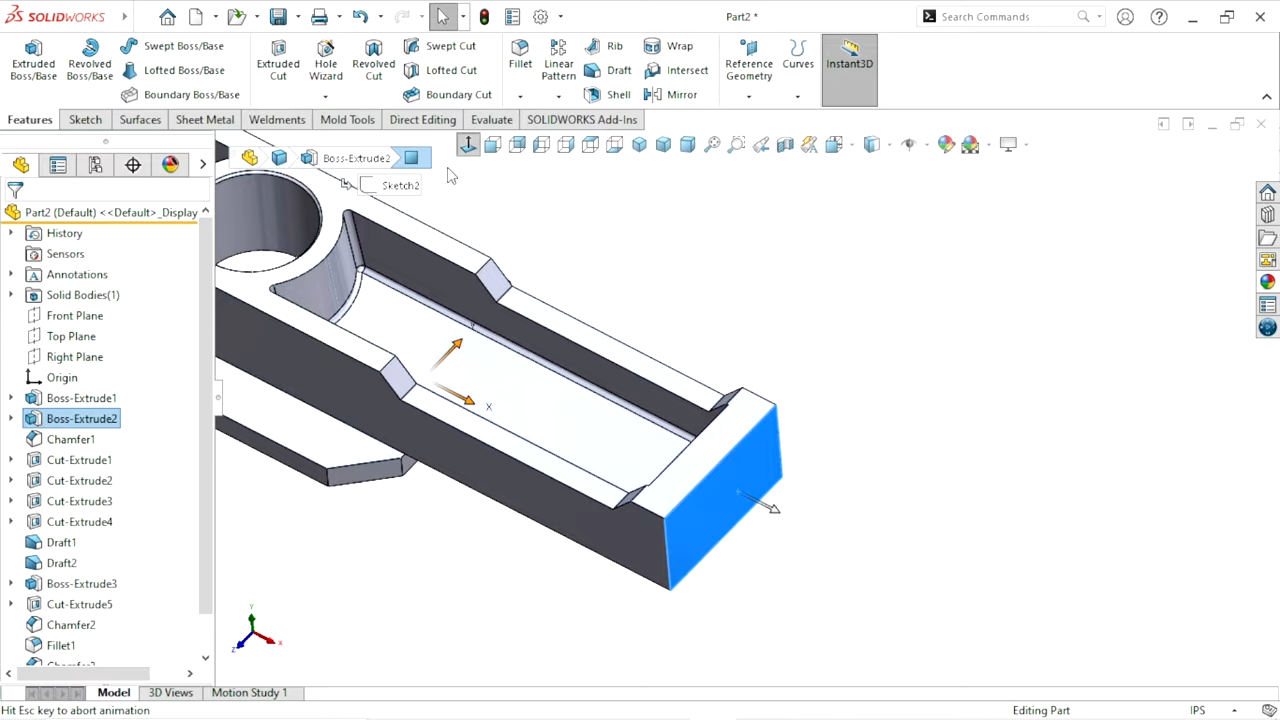 SOLIDWORKS
Part2 *
Search Commands
Extruded Boss/Base
Revolved Boss/Base
Swept Boss/Base
Lofted Boss/Base
Boundary Boss/Base
Extruded Cut
Hole Wizard
Revolved Cut
Swept Cut
Lofted Cut
Boundary Cut
Fillet
Linear Pattern
Rib
Draft
Shell
Wrap
Intersect
Mirror
Reference Geometry
Curves
Instant3D
Features
Sketch
Surfaces
Sheet Metal
Weldments
Mold Tools
Direct Editing
Evaluate
SOLIDWORKS Add-Ins
Boss-Extrude2
Sketch2
Part2 (Default) <<Default>_Display
History
Sensors
Annotations
Solid Bodies(1)
Front Plane
Top Plane
Right Plane
Origin
Boss-Extrude1
Boss-Extrude2
Chamfer1
Cut-Extrude1
Cut-Extrude2
Cut-Extrude3
Cut-Extrude4
Draft1
Draft2
Boss-Extrude3
Cut-Extrude5
Chamfer2
Fillet1
X
Y
X
Z
Model
3D Views
Motion Study 1
Hit Esc key to abort animation
Editing Part
IPS